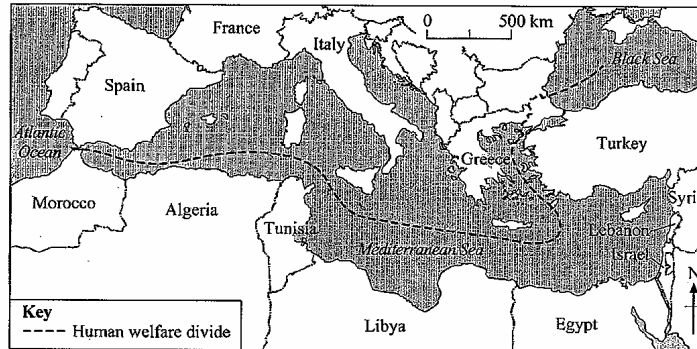 France
0 500 km
Italy
Black Sea
Spain
Atlantic
Ocean
Greece
Turkey
Morocco
Algeria
Tunisia
Mediterranean Sea
Syri
Lebanon
Israel
N
Key
Human welfare divide
Libya
Egypt